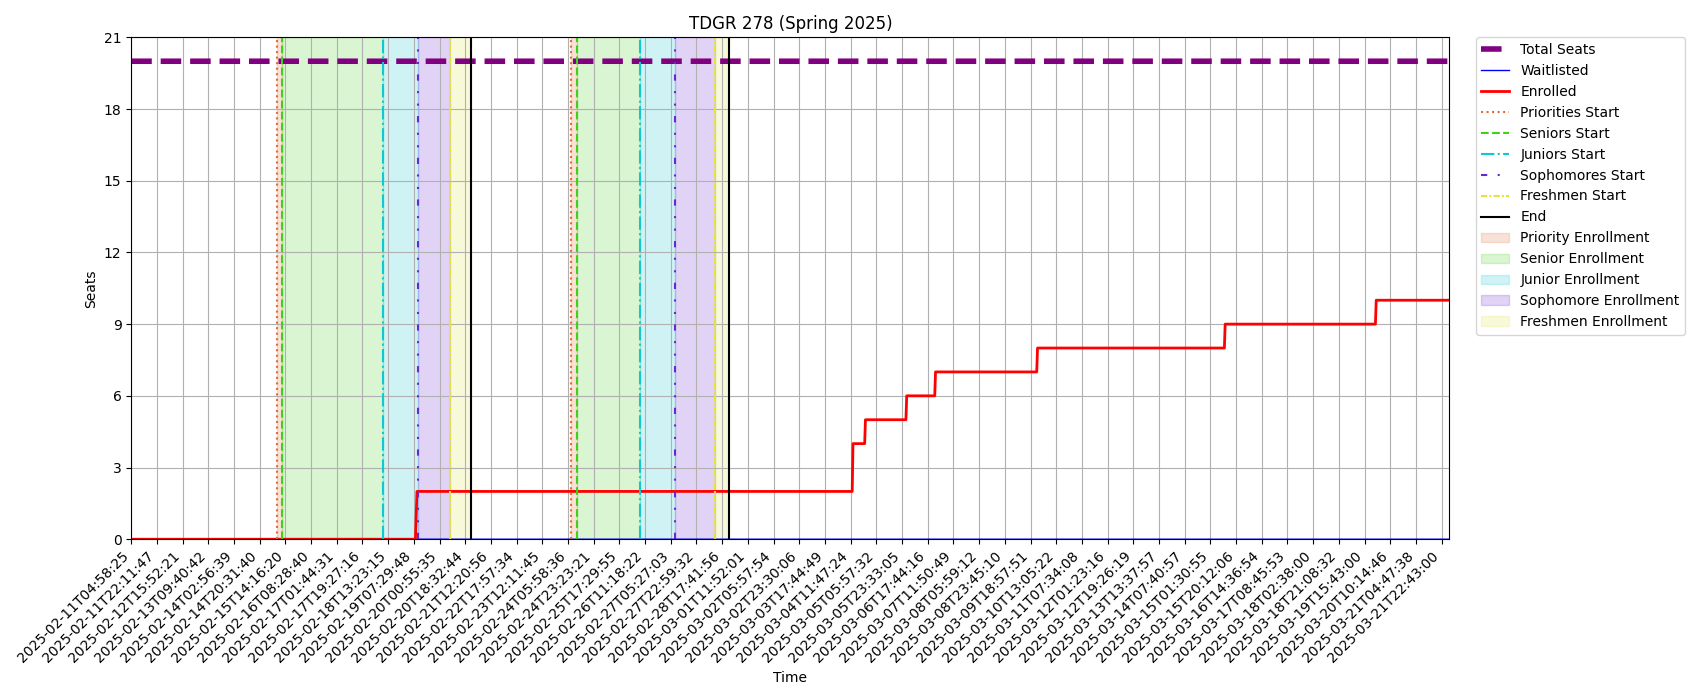 TDGR 278 (Spring 2025)
21
18
15
12
9
6
3
0
Seats
2025-02-11T04:58:25
2025-02-11T22:11:47
2025-02-12T15:52:21
2025-02-13T09:40:42
2025-02-14T02:56:39
2025-02-14T20:31:40
2025-02-15T14:16:20
2025-02-16T08:28:40
2025-02-17T01:44:31
2025-02-17T19:27:16
2025-02-18T13:23:15
2025-02-19T07:29:48
2025-02-20T00:55:35
2025-02-20T18:32:44
2025-02-21T12:20:56
2025-02-22T17:57:34
2025-02-23T12:11:45
2025-02-24T05:58:36
2025-02-24T23:23:21
2025-02-25T17:29:55
2025-02-26T11:18:22
2025-02-27T05:27:03
2025-02-27T22:59:32
2025-02-28T17:41:56
2025-03-01T11:52:01
2025-03-02T05:57:54
2025-03-02T23:30:06
2025-03-03T17:44:49
2025-03-04T11:47:24
2025-03-05T05:57:32
2025-03-05T23:33:05
2025-03-06T17:44:16
2025-03-07T11:50:49
2025-03-08T05:59:12
2025-03-08T23:45:10
2025-03-09T18:57:51
2025-03-10T13:05:22
2025-03-11T07:34:08
2025-03-12T01:23:16
2025-03-12T19:26:19
2025-03-13T13:37:57
2025-03-14T07:40:57
2025-03-15T01:30:55
2025-03-15T20:12:06
2025-03-16T14:36:54
2025-03-17T08:45:53
2025-03-18T02:38:00
2025-03-18T21:08:32
2025-03-19T15:43:00
2025-03-20T10:14:46
2025-03-21T04:47:38
2025-03-21T22:43:00
Time
Total Seats
Waitlisted
Enrolled
Priorities Start
Seniors Start
Juniors Start
Sophomores Start
Freshmen Start
End
Priority Enrollment
Senior Enrollment
Junior Enrollment
Sophomore Enrollment
Freshmen Enrollment